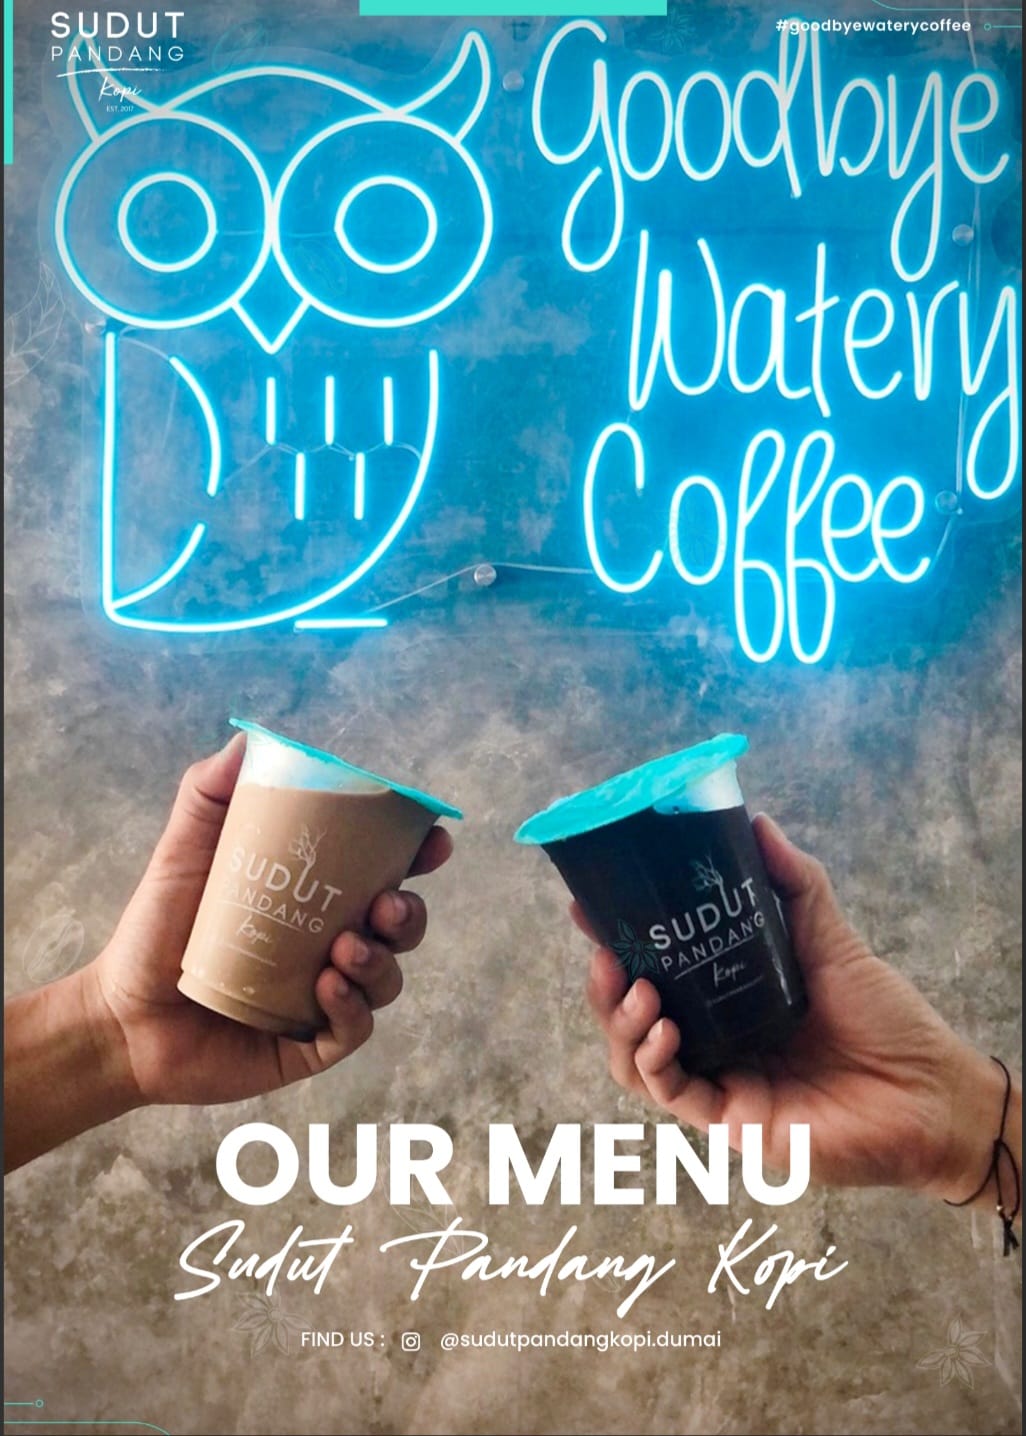 SUDUT
PANDANG
Kopi
EST. 2017
#goodbyewaterycoffee
Goodbye
Watery
Coffee
SUDUT
PANDANG
Kopi
SUDUT
PANDANG
Kopi
OUR MENU
Sudut Pandang Kopi
FIND US : @sudutpandangkopi.dumai